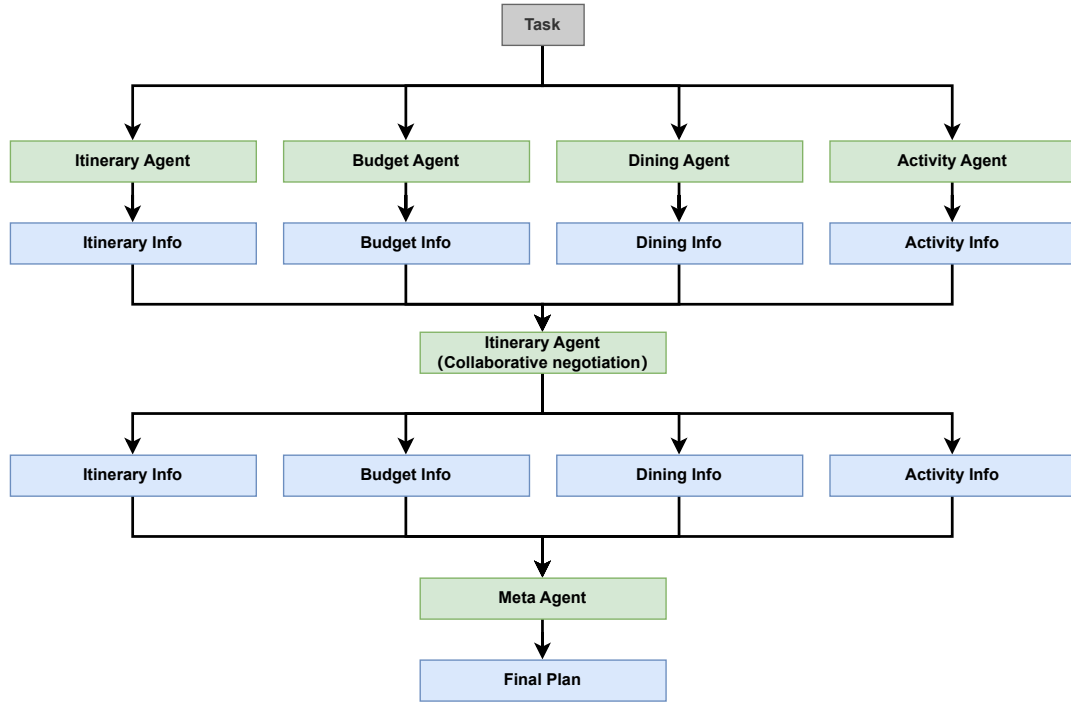 Task
Itinerary Agent
Budget Agent
Dining Agent
Activity Agent
Itinerary Info
Budget Info
Dining Info
Activity Info
Itinerary Agent
(Collaborative negotiation)
Itinerary Info
Budget Info
Dining Info
Activity Info
Meta Agent
Final Plan